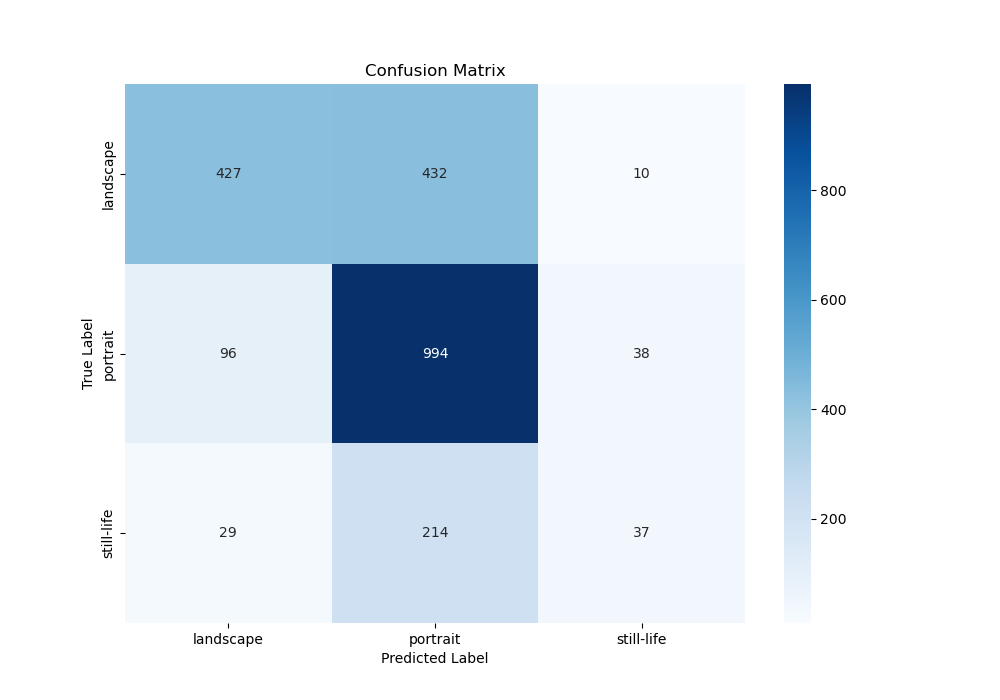 Confusion Matrix
True Label
landscape
427 432 10
portrait
96 994 38
still-life
29 214 37
landscape portrait still-life
Predicted Label
800
600
400
200